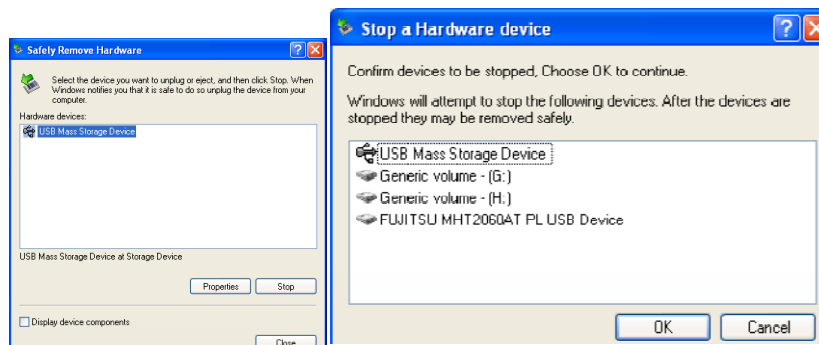 Safely Remove Hardware
Select the device you want to unplug or eject, and then click Stop. When
Windows notifies you that it is safe to do so unplug the device from your
computer.
Hardware devices:
USB Mass Storage Device
USB Mass Storage Device at Storage Device
Properties
Stop
Display device components
Close
Stop a Hardware device
Confirm devices to be stopped, Choose OK to continue.
Windows will attempt to stop the following devices. After the devices are
stopped they may be removed safely.
USB Mass Storage Device
Generic volume - (G:)
Generic volume - (H:)
FUJITSU MHT2060AT PL USB Device
OK
Cancel